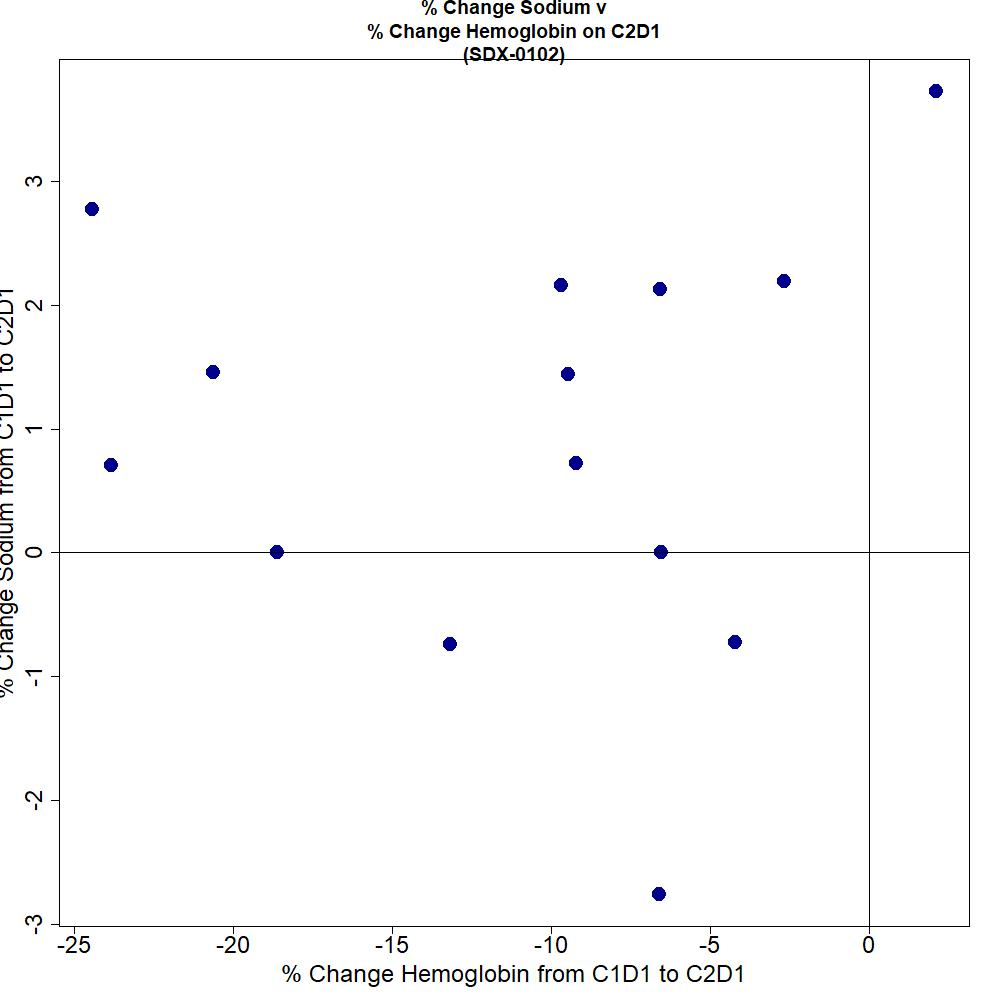 % Change Sodium v
% Change Hemoglobin on C2D1
(SDX-0102)
% Change Sodium from C1D1 to C2D1
3
2
1
0
-1
-2
-3
-25 -20 -15 -10 -5 0
% Change Hemoglobin from C1D1 to C2D1